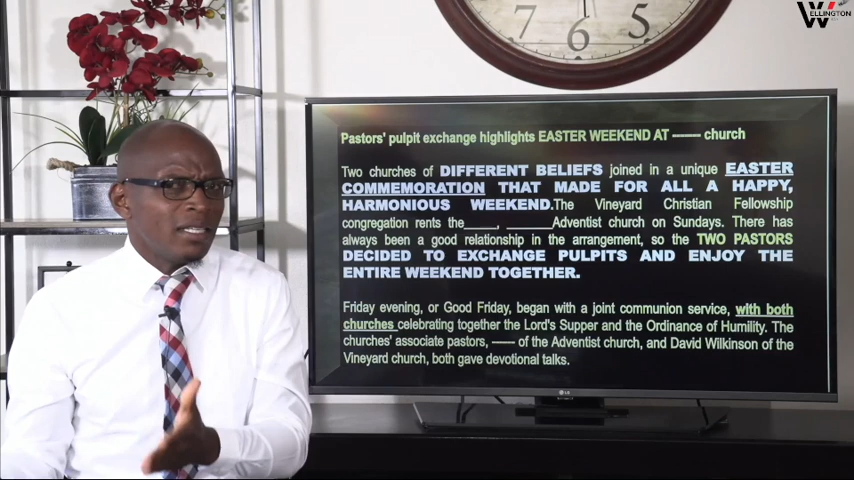 WELLINGTON
7 6 5
Pastors' pulpit exchange highlights EASTER WEEKEND AT ------- church
Two churches of DIFFERENT BELIEFS joined in a unique EASTER
COMMEMORATION THAT MADE FOR ALL A HAPPY,
HARMONIOUS WEEKEND.The Vineyard Christian Fellowship
congregation rents the____, ______Adventist church on Sundays. There has
always been a good relationship in the arrangement, so the TWO PASTORS
DECIDED TO EXCHANGE PULPITS AND ENJOY THE
ENTIRE WEEKEND TOGETHER.
Friday evening, or Good Friday, began with a joint communion service, with both
churches celebrating together the Lord's Supper and the Ordinance of Humility. The
churches' associate pastors, ----- of the Adventist church, and David Wilkinson of the
Vineyard church, both gave devotional talks.
LG